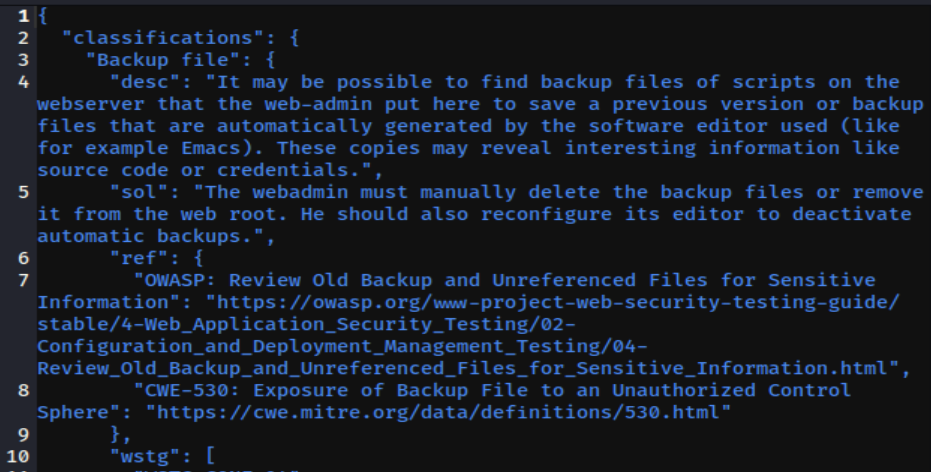 1 {
2 "classifications": {
3 "Backup file": {
4 "desc": "It may be possible to find backup files of scripts on the
webserver that the web-admin put here to save a previous version or backup
files that are automatically generated by the software editor used (like
for example Emacs). These copies may reveal interesting information like
source code or credentials.",
5 "sol": "The webadmin must manually delete the backup files or remove
it from the web root. He should also reconfigure its editor to deactivate
automatic backups.",
6 "ref": {
7 "OWASP: Review Old Backup and Unreferenced Files for Sensitive
Information": "https://owasp.org/www-project-web-security-testing-guide/
stable/4-Web_Application_Security_Testing/02-
Configuration_and_Deployment_Management_Testing/04-
Review_Old_Backup_and_Unreferenced_Files_for_Sensitive_Information.html",
8 "CWE-530: Exposure of Backup File to an Unauthorized Control
Sphere": "https://cwe.mitre.org/data/definitions/530.html"
9 },
10 "wstg": [